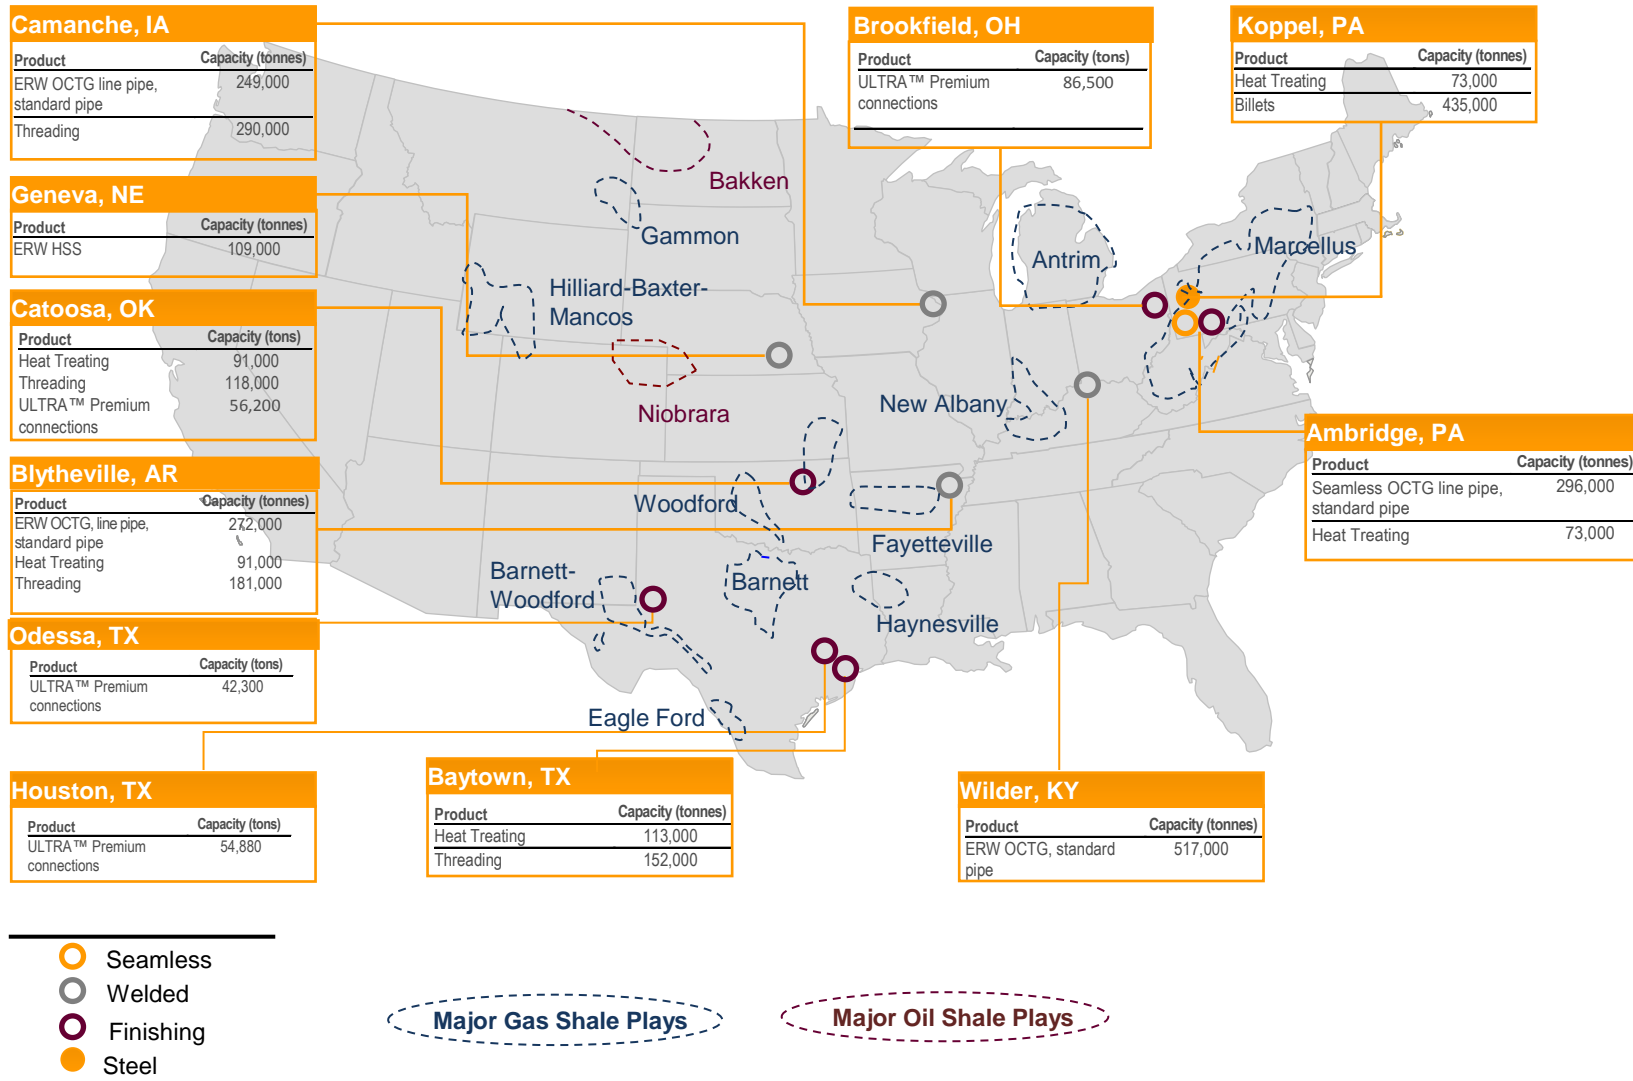 Camanche, IA
Product Capacity (tonnes)
ERW OCTG line pipe, 249,000
standard pipe
Threading 290,000
Brookfield, OH
Product Capacity (tons)
ULTRA™ Premium 86,500
connections
Koppel, PA
Product Capacity (tonnes)
Heat Treating 73,000
Billets 435,000
Geneva, NE
Product Capacity (tonnes)
ERW HSS 109,000
Catoosa, OK
Product Capacity (tons)
Heat Treating 91,000
Threading 118,000
ULTRA™ Premium 56,200
connections
Blytheville, AR
Product Capacity (tonnes)
ERW OCTG, line pipe, 272,000
standard pipe
Heat Treating 91,000
Threading 181,000
Odessa, TX
Product Capacity (tons)
ULTRA™ Premium 42,300
connections
Houston, TX
Product Capacity (tons)
ULTRA™ Premium 54,880
connections
Baytown, TX
Product Capacity (tonnes)
Heat Treating 113,000
Threading 152,000
Wilder, KY
Product Capacity (tonnes)
ERW OCTG, standard 517,000
pipe
Ambridge, PA
Product Capacity (tonnes)
Seamless OCTG line pipe, 296,000
standard pipe
Heat Treating 73,000
Bakken
Gammon
Hilliard-Baxter-
Mancos
Niobrara
Antrim
Marcellus
New Albany
Woodford
Fayetteville
Barnett-
Woodford
Barnett
Haynesville
Eagle Ford
Seamless
Welded
Finishing
Steel
Major Gas Shale Plays
Major Oil Shale Plays